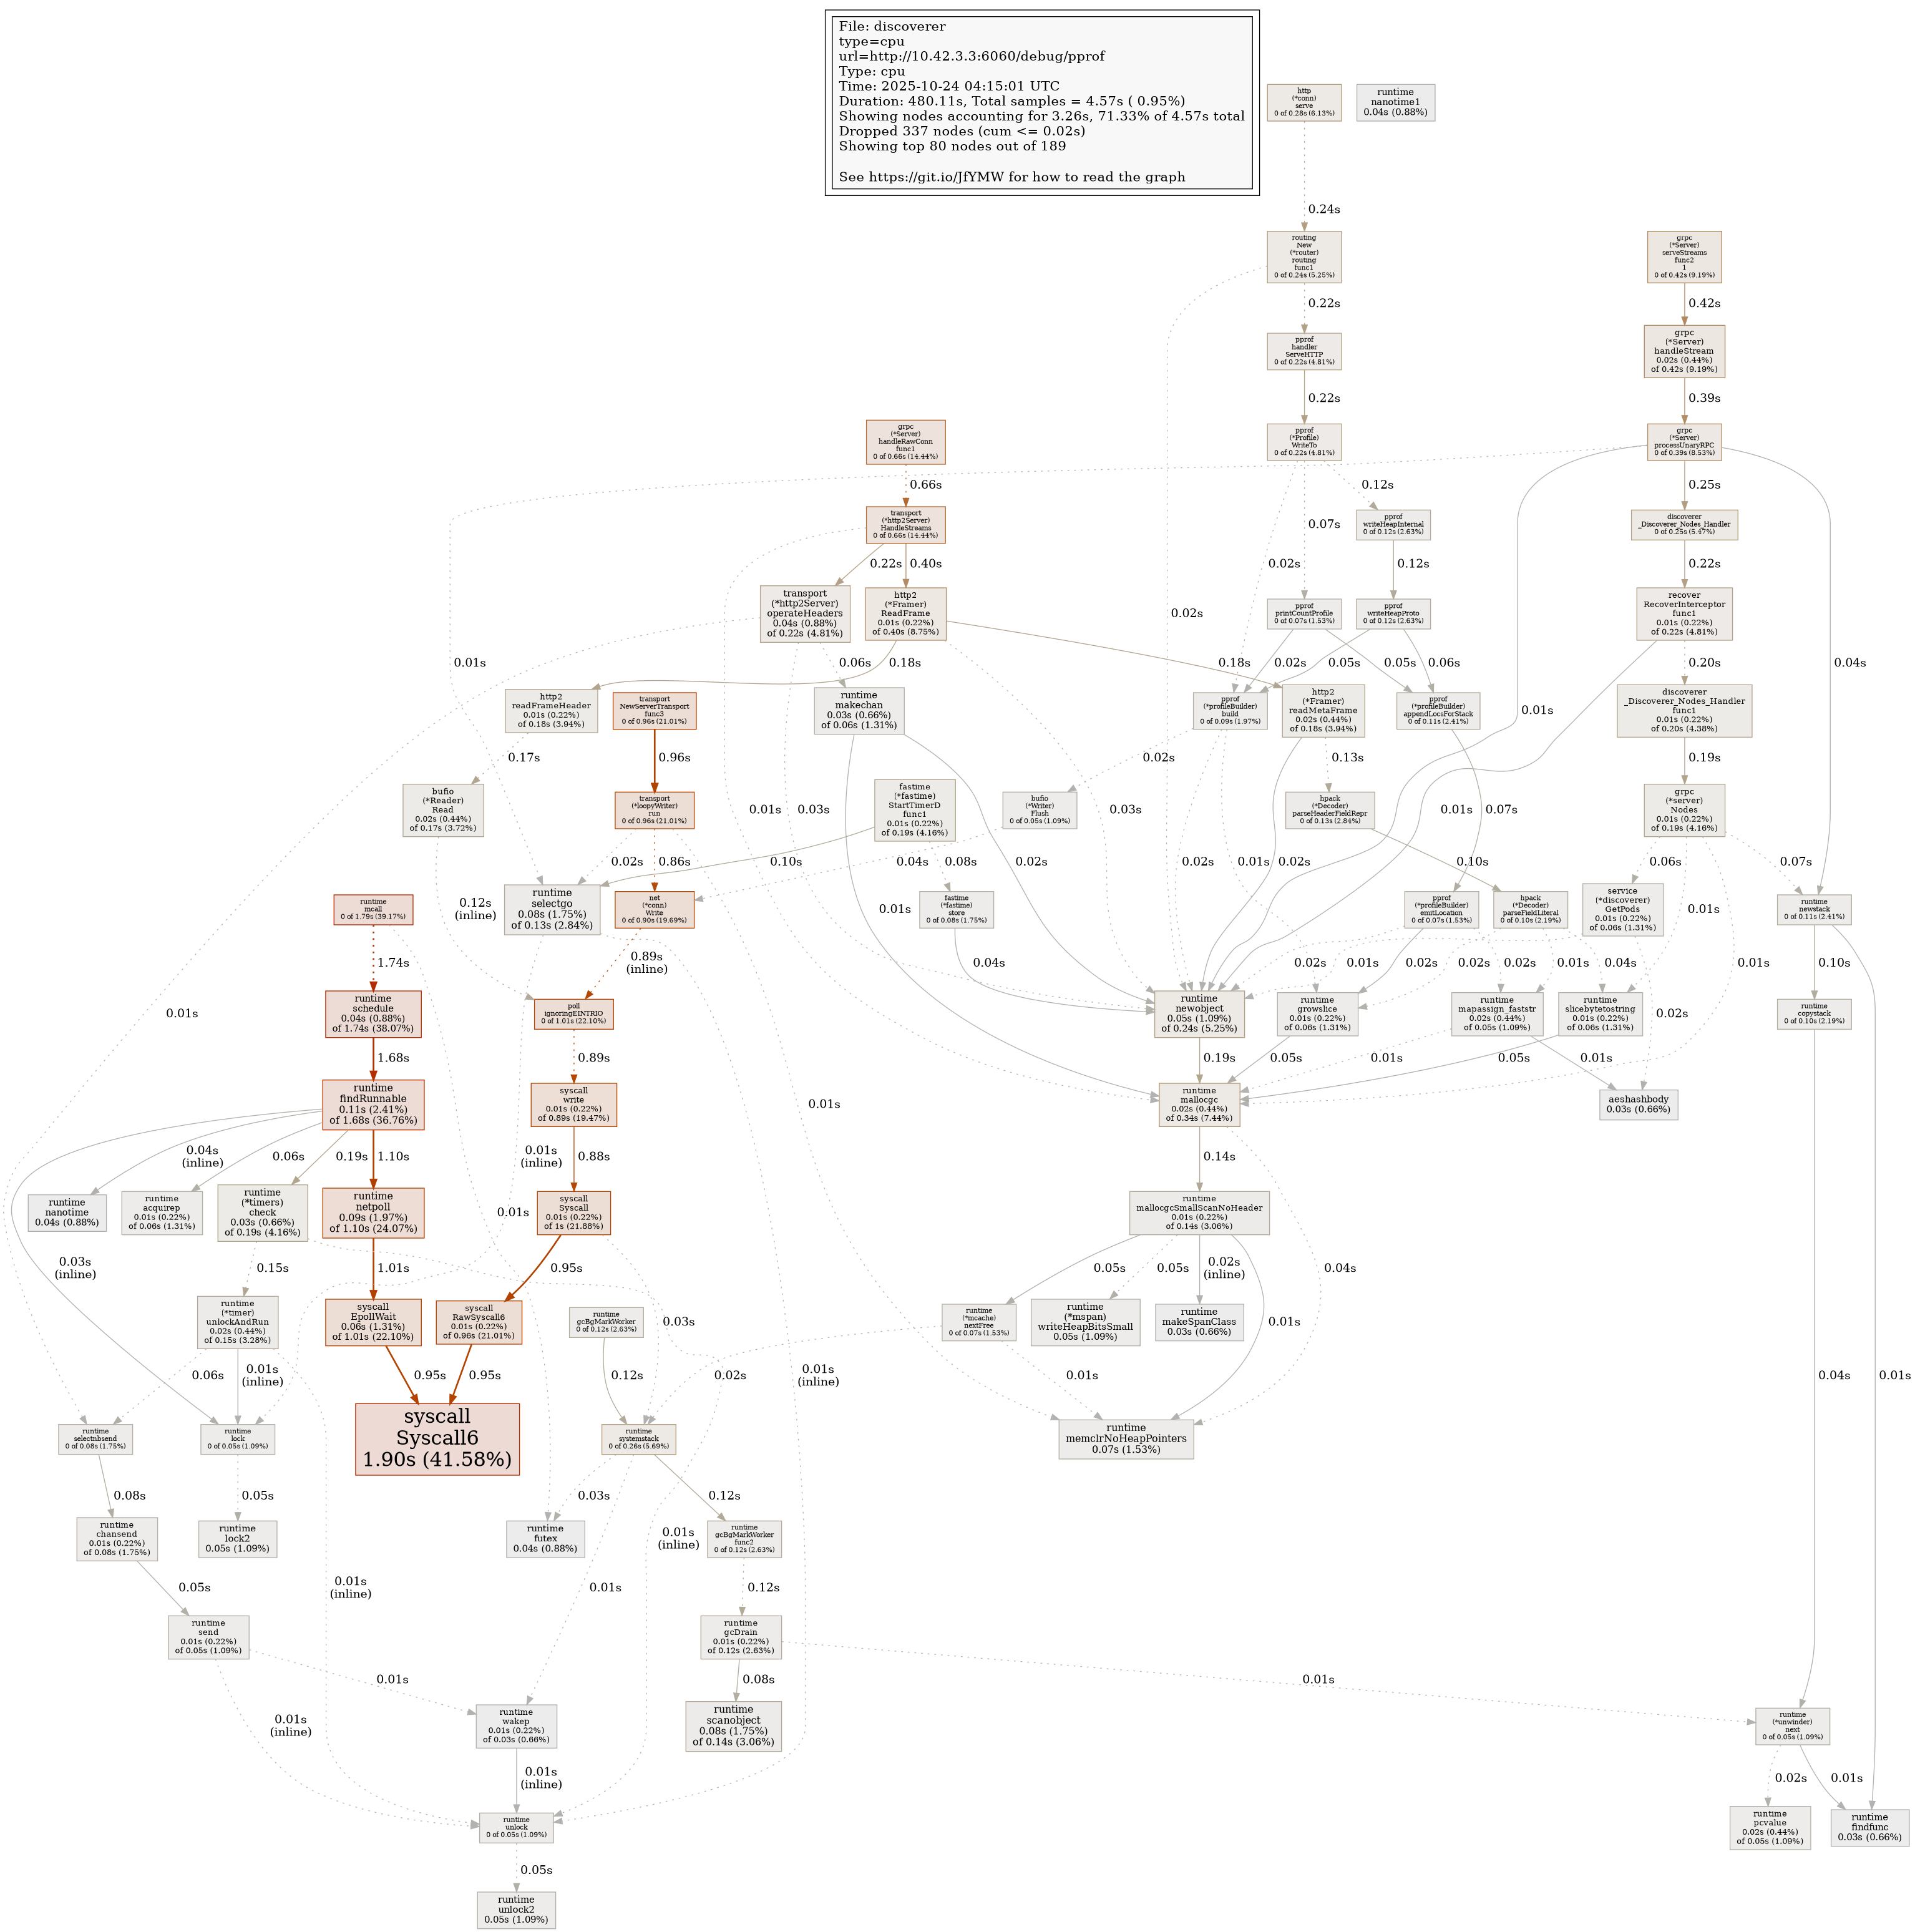 File: discoverer
type=cpu
url=http://10.42.3.3:6060/debug/pprof
Type: cpu
Time: 2025-10-24 04:15:01 UTC
Duration: 480.11s, Total samples = 4.57s ( 0.95%)
Showing nodes accounting for 3.26s, 71.33% of 4.57s total
Dropped 337 nodes (cum <= 0.02s)
Showing top 80 nodes out of 189
See https://git.io/JfYMW for how to read the graph
http
(*conn)
serve
0 of 0.28s (6.13%)
runtime
nanotime1
0.04s (0.88%)
0.24s
routing
New
(*router)
routing
func1
0 of 0.24s (5.25%)
grpc
(*Server)
serveStreams
func2
1
0 of 0.42s (9.19%)
0.22s
0.42s
pprof
handler
ServeHTTP
0 of 0.22s (4.81%)
grpc
(*Server)
handleStream
0.02s (0.44%)
of 0.42s (9.19%)
0.22s
0.39s
grpc
(*Server)
handleRawConn
func1
0 of 0.66s (14.44%)
pprof
(*Profile)
WriteTo
0 of 0.22s (4.81%)
grpc
(*Server)
processUnaryRPC
0 of 0.39s (8.53%)
0.66s
0.12s
0.25s
transport
(*http2Server)
HandleStreams
0 of 0.66s (14.44%)
0.07s
pprof
writeHeapInternal
0 of 0.12s (2.63%)
discoverer
_Discoverer_Nodes_Handler
0 of 0.25s (5.47%)
0.22s
0.40s
0.02s
0.12s
0.22s
transport
(*http2Server)
operateHeaders
0.04s (0.88%)
of 0.22s (4.81%)
http2
(*Framer)
ReadFrame
0.01s (0.22%)
of 0.40s (8.75%)
0.02s
pprof
printCountProfile
0 of 0.07s (1.53%)
pprof
writeHeapProto
0 of 0.12s (2.63%)
recover
RecoverInterceptor
func1
0.01s (0.22%)
of 0.22s (4.81%)
0.01s
0.06s
0.18s
0.18s
0.02s
0.05s
0.05s
0.06s
0.20s
0.04s
http2
readFrameHeader
0.01s (0.22%)
of 0.18s (3.94%)
transport
NewServerTransport
func3
0 of 0.96s (21.01%)
runtime
makechan
0.03s (0.66%)
of 0.06s (1.31%)
pprof
(*profileBuilder)
build
0 of 0.09s (1.97%)
http2
(*Framer)
readMetaFrame
0.02s (0.44%)
of 0.18s (3.94%)
pprof
(*profileBuilder)
appendLocsForStack
0 of 0.11s (2.41%)
0.01s
discoverer
_Discoverer_Nodes_Handler
func1
0.01s (0.22%)
of 0.20s (4.38%)
0.17s
0.96s
0.02s
0.13s
0.19s
bufio
(*Reader)
Read
0.02s (0.44%)
of 0.17s (3.72%)
transport
(*loopyWriter)
run
0 of 0.96s (21.01%)
0.01s
0.03s
fastime
(*fastime)
StartTimerD
func1
0.01s (0.22%)
of 0.19s (4.16%)
bufio
(*Writer)
Flush
0 of 0.05s (1.09%)
0.03s
hpack
(*Decoder)
parseHeaderFieldRepr
0 of 0.13s (2.84%)
0.01s
0.07s
grpc
(*server)
Nodes
0.01s (0.22%)
of 0.19s (4.16%)
0.02s
0.86s
0.10s
0.08s
0.04s
0.02s
0.02s
0.01s
0.02s
0.10s
0.06s
0.07s
runtime
mcall
0 of 1.79s (39.17%)
0.12s
(inline)
runtime
selectgo
0.08s (1.75%)
of 0.13s (2.84%)
net
(*conn)
Write
0 of 0.90s (19.69%)
0.01s
fastime
(*fastime)
store
0 of 0.08s (1.75%)
pprof
(*profileBuilder)
emitLocation
0 of 0.07s (1.53%)
hpack
(*Decoder)
parseFieldLiteral
0 of 0.10s (2.19%)
service
(*discoverer)
GetPods
0.01s (0.22%)
of 0.06s (1.31%)
0.01s
runtime
newstack
0 of 0.11s (2.41%)
1.74s
0.89s
(inline)
0.04s
0.02s
0.01s
0.02s
0.02s
0.02s
0.01s
0.04s
0.01s
0.10s
0.01s
runtime
schedule
0.04s (0.88%)
of 1.74s (38.07%)
poll
ignoringEINTRIO
0 of 1.01s (22.10%)
runtime
newobject
0.05s (1.09%)
of 0.24s (5.25%)
runtime
growslice
0.01s (0.22%)
of 0.06s (1.31%)
runtime
mapassign_faststr
0.02s (0.44%)
of 0.05s (1.09%)
runtime
slicebytetostring
0.01s (0.22%)
of 0.06s (1.31%)
0.02s
runtime
copystack
0 of 0.10s (2.19%)
1.68s
0.89s
0.19s
0.05s
0.01s
0.05s
0.01s
runtime
findRunnable
0.11s (2.41%)
of 1.68s (36.76%)
syscall
write
0.01s (0.22%)
of 0.89s (19.47%)
0.01s
runtime
mallocgc
0.02s (0.44%)
of 0.34s (7.44%)
aeshashbody
0.03s (0.66%)
0.04s
(inline)
0.06s
0.19s
1.10s
0.01s
(inline)
0.88s
0.14s
runtime
nanotime
0.04s (0.88%)
runtime
acquirep
0.01s (0.22%)
of 0.06s (1.31%)
runtime
(*timers)
check
0.03s (0.66%)
of 0.19s (4.16%)
runtime
netpoll
0.09s (1.97%)
of 1.10s (24.07%)
0.01s
syscall
Syscall
0.01s (0.22%)
of 1s (21.88%)
runtime
mallocgcSmallScanNoHeader
0.01s (0.22%)
of 0.14s (3.06%)
0.03s
(inline)
0.15s
1.01s
0.95s
0.05s
0.05s
0.02s
(inline)
0.04s
runtime
(*timer)
unlockAndRun
0.02s (0.44%)
of 0.15s (3.28%)
syscall
EpollWait
0.06s (1.31%)
of 1.01s (22.10%)
syscall
RawSyscall6
0.01s (0.22%)
of 0.96s (21.01%)
runtime
gcBgMarkWorker
0 of 0.12s (2.63%)
0.03s
runtime
(*mcache)
nextFree
0 of 0.07s (1.53%)
runtime
(*mspan)
writeHeapBitsSmall
0.05s (1.09%)
runtime
makeSpanClass
0.03s (0.66%)
0.01s
0.06s
0.01s
(inline)
0.95s
0.95s
0.12s
0.02s
0.01s
(inline)
0.01s
0.04s
0.01s
runtime
selectnbsend
0 of 0.08s (1.75%)
runtime
lock
0 of 0.05s (1.09%)
syscall
Syscall6
1.90s (41.58%)
runtime
systemstack
0 of 0.26s (5.69%)
runtime
memclrNoHeapPointers
0.07s (1.53%)
0.08s
0.05s
0.03s
0.12s
runtime
chansend
0.01s (0.22%)
of 0.08s (1.75%)
runtime
lock2
0.05s (1.09%)
runtime
futex
0.04s (0.88%)
0.01s
(inline)
runtime
gcBgMarkWorker
func2
0 of 0.12s (2.63%)
0.05s
0.01s
(inline)
0.01s
0.12s
runtime
send
0.01s (0.22%)
of 0.05s (1.09%)
runtime
gcDrain
0.01s (0.22%)
of 0.12s (2.63%)
0.01s
0.08s
0.01s
0.01s
(inline)
runtime
wakep
0.01s (0.22%)
of 0.03s (0.66%)
runtime
scanobject
0.08s (1.75%)
of 0.14s (3.06%)
runtime
(*unwinder)
next
0 of 0.05s (1.09%)
0.01s
(inline)
0.02s
0.01s
runtime
unlock
0 of 0.05s (1.09%)
runtime
pcvalue
0.02s (0.44%)
of 0.05s (1.09%)
runtime
findfunc
0.03s (0.66%)
0.05s
runtime
unlock2
0.05s (1.09%)